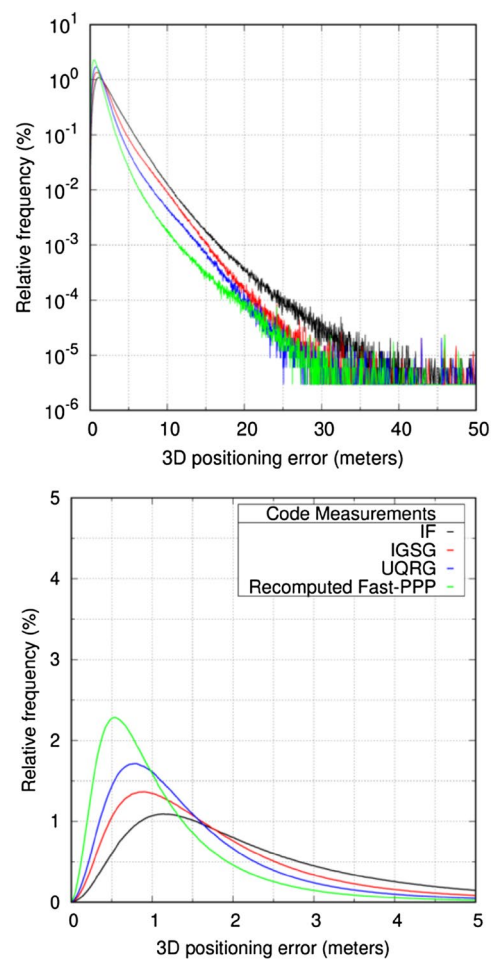 10^1
10^0
10^-1
10^-2
10^-3
10^-4
10^-5
10^-6
Relative frequency (%)
0 10 20 30 40 50
3D positioning error (meters)
5
4
3
2
1
0
Relative frequency (%)
Code Measurements
IF
IGSG
UQRG
Recomputed Fast-PPP
0 1 2 3 4 5
3D positioning error (meters)